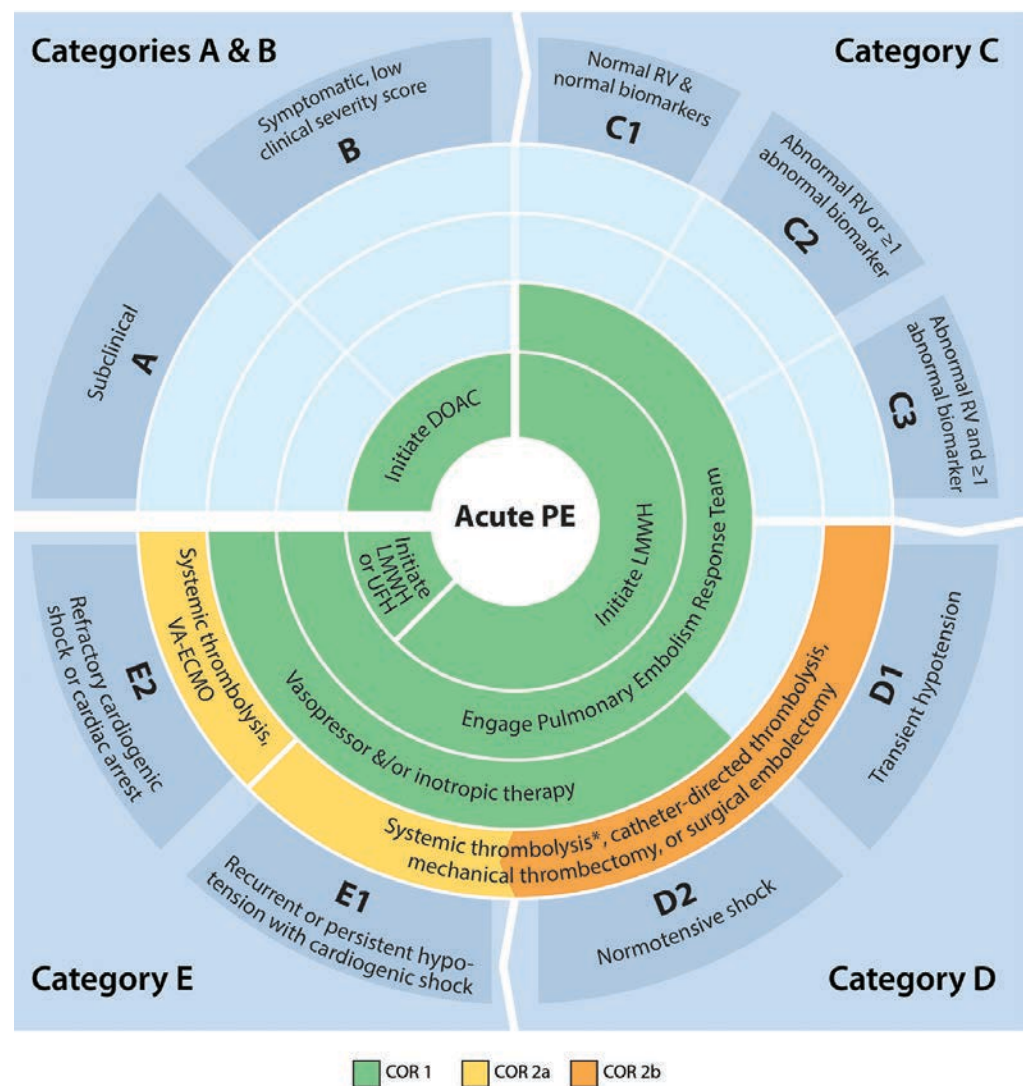 Categories A & B
Category C
Symptomatic, low
clinical severity score
B
Subclinical
A
Normal RV &
normal biomarkers
C1
Abnormal RV or ≥1
abnormal biomarker
C2
Abnormal RV and ≥1
abnormal biomarker
C3
Initiate DOAC
Acute PE
Initiate
LMWH
or UFH
Initiate LMWH
Engage Pulmonary Embolism Response Team
Vasopressor &/or inotropic therapy
Systemic thrombolysis,
VA-ECMO
Systemic thrombolysis*, catheter-directed thrombolysis,
mechanical thrombectomy, or surgical embolectomy
D1
Transient hypotension
D2
Normotensive shock
E1
Recurrent or persistent hypo-
tension with cardiogenic shock
E2
Refractory cardiogenic
shock or cardiac arrest
Category E
Category D
COR 1
COR 2a
COR 2b